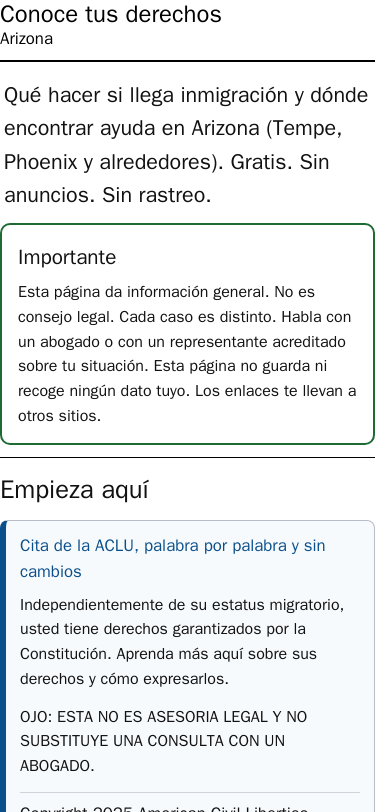 Conoce tus derechos
Arizona
Qué hacer si llega inmigración y dónde
encontrar ayuda en Arizona (Tempe,
Phoenix y alrededores). Gratis. Sin
anuncios. Sin rastreo.
Importante
Esta página da información general. No es
consejo legal. Cada caso es distinto. Habla con
un abogado o con un representante acreditado
sobre tu situación. Esta página no guarda ni
recoge ningún dato tuyo. Los enlaces te llevan a
otros sitios.
Empieza aquí
Cita de la ACLU, palabra por palabra y sin
cambios
Independientemente de su estatus migratorio,
usted tiene derechos garantizados por la
Constitución. Aprenda más aquí sobre sus
derechos y cómo expresarlos.
OJO: ESTA NO ES ASESORIA LEGAL Y NO
SUBSTITUYE UNA CONSULTA CON UN
ABOGADO.
Copyright 2025 American Civil Liberties